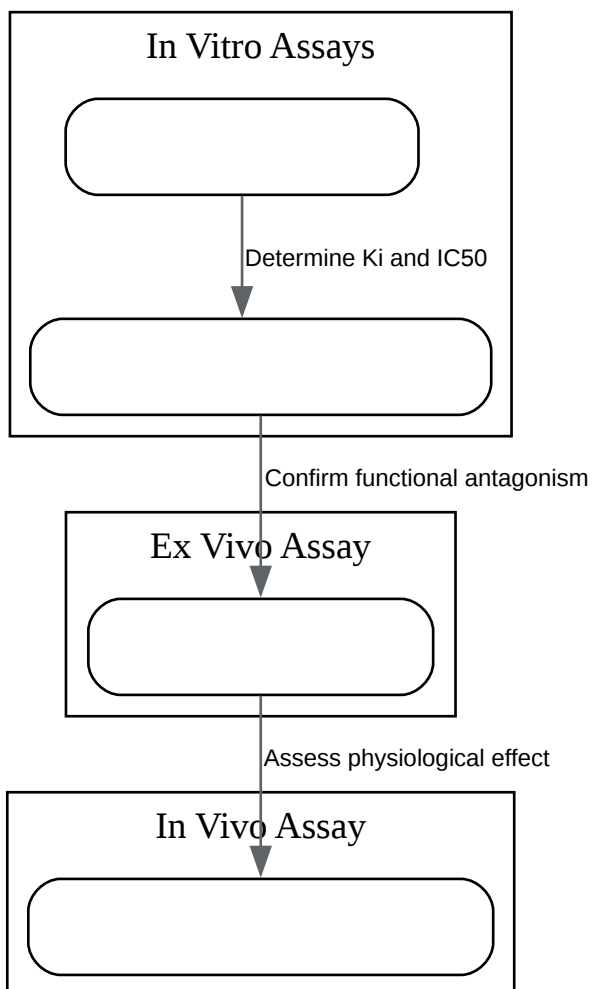 In Vitro Assays
Determine Ki and IC50
Confirm functional antagonism
Ex Vivo Assay
Assess physiological effect
In Vivo Assay